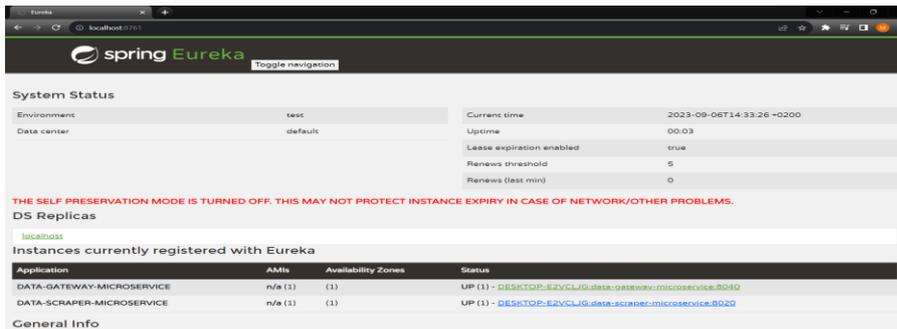 Eureka
localhost:8761
spring Eureka
Toggle navigation
System Status
Environment test
Data center default
Current time 2023-09-06T14:33:26 +0200
Uptime 00:03
Lease expiration enabled true
Renews threshold 5
Renews (last min) 0
THE SELF PRESERVATION MODE IS TURNED OFF. THIS MAY NOT PROTECT INSTANCE EXPIRY IN CASE OF NETWORK/OTHER PROBLEMS.
DS Replicas
localhost
Instances currently registered with Eureka
Application AMIs Availability Zones Status
DATA-GATEWAY-MICROSERVICE n/a (1) (1) UP (1) - DESKTOP-E2VCLJG:data-gateway-microservice:8040
DATA-SCRAPER-MICROSERVICE n/a (1) (1) UP (1) - DESKTOP-E2VCLJG:data-scraper-microservice:8020
General Info